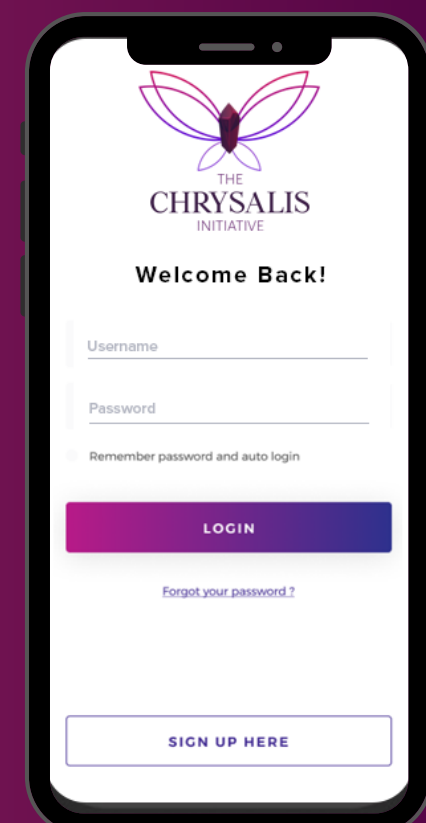 THE
CHRYSALIS
INITIATIVE
Welcome Back!
Username
Password
Remember password and auto login
LOGIN
Forgot your password ?
SIGN UP HERE